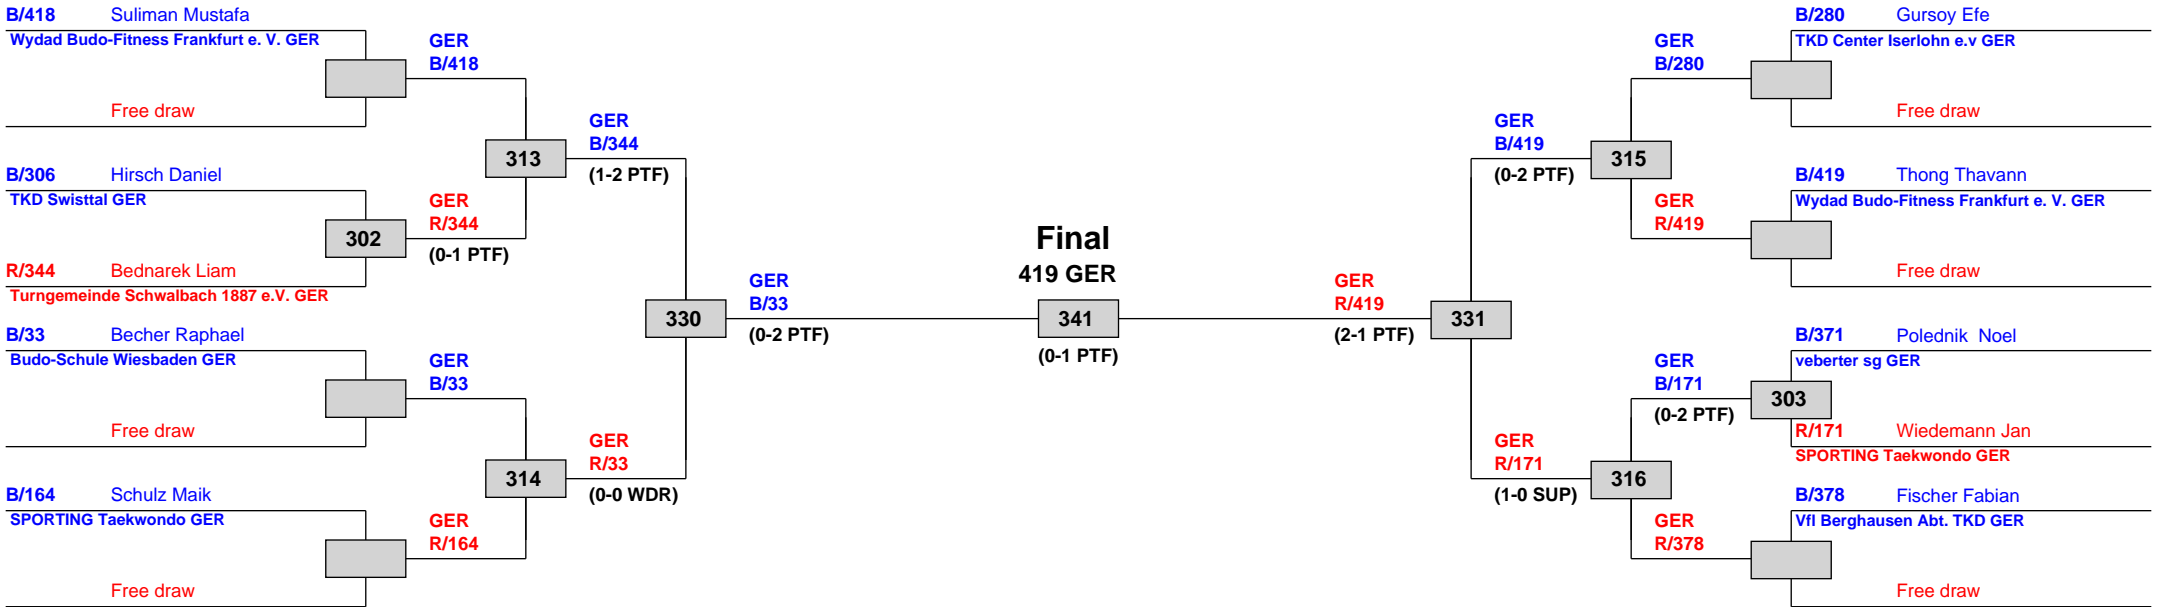 B/418 Suliman Mustafa
Wydad Budo-Fitness Frankfurt e. V. GER
Free draw
GER
B/418
B/306 Hirsch Daniel
TKD Swisttal GER
302
R/344 Bednarek Liam
Turngemeinde Schwalbach 1887 e.V. GER
GER
R/344
(0-1 PTF)
313
GER
B/344
(1-2 PTF)
B/33 Becher Raphael
Budo-Schule Wiesbaden GER
Free draw
GER
B/33
B/164 Schulz Maik
SPORTING Taekwondo GER
Free draw
GER
R/164
314
GER
R/33
(0-0 WDR)
330
GER
B/33
(0-2 PTF)
Final
419 GER
341
(0-1 PTF)
GER
R/419
(2-1 PTF)
331
GER
B/419
(0-2 PTF)
315
GER
B/280
B/280 Gursoy Efe
TKD Center Iserlohn e.v GER
Free draw
GER
R/419
B/419 Thong Thavann
Wydad Budo-Fitness Frankfurt e. V. GER
Free draw
GER
R/171
(1-0 SUP)
316
GER
B/171
(0-2 PTF)
303
B/371 Polednik Noel
veberter sg GER
R/171 Wiedemann Jan
SPORTING Taekwondo GER
GER
R/378
B/378 Fischer Fabian
Vfl Berghausen Abt. TKD GER
Free draw